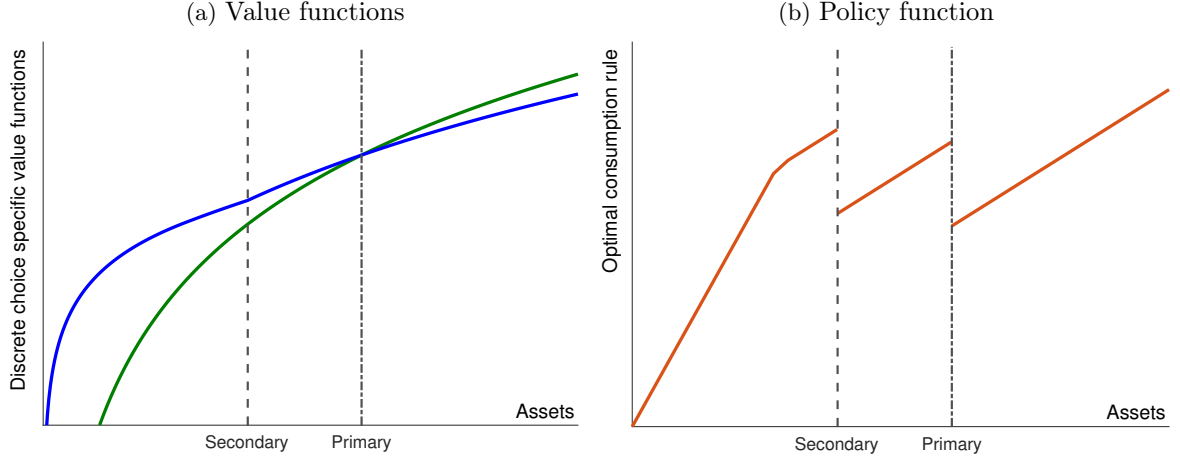 (a) Value functions
Discrete choice specific value functions
Assets
Secondary
Primary
(b) Policy function
Optimal consumption rule
Assets
Secondary
Primary